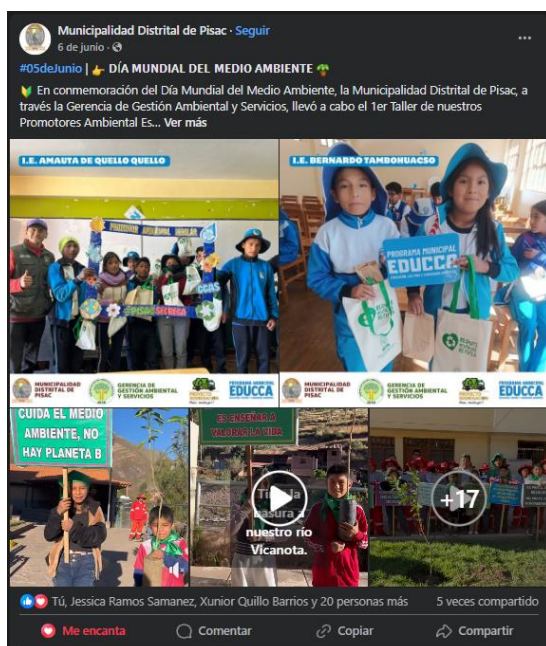 Municipalidad Distrital de Pisac · Seguir
6 de junio ·
#05deJunio | DÍA MUNDIAL DEL MEDIO AMBIENTE
En conmemoración del Día Mundial del Medio Ambiente, la Municipalidad Distrital de Pisac, a
través la Gerencia de Gestión Ambiental y Servicios, llevó a cabo el 1er Taller de nuestros
Promotores Ambiental Es... Ver más
I.E. AMAUTA DE QUELLO QUELLO
PROMOTOR AMBIENTAL ESCOLAR
I.E. BERNARDO TAMBOHUACSO
PROGRAMA MUNICIPAL
EDUCCA
MUNICIPALIDAD
DISTRITAL DE
PISAC
GERENCIA DE
GESTIÓN AMBIENTAL
Y SERVICIOS
PROGRAMA MUNICIPAL
EDUCCA
MUNICIPALIDAD
DISTRITAL DE
PISAC
GERENCIA DE
GESTIÓN AMBIENTAL
Y SERVICIOS
PROGRAMA MUNICIPAL
EDUCCA
CUIDA EL MEDIO
AMBIENTE, NO
HAY PLANETA B
ES ENSEÑAR A
VALORAR LA VIDA
basura a
nuestro río
Vicanota.
+17
Tú, Jessica Ramos Samanez, Xunior Quillo Barrios y 20 personas más
5 veces compartido
Me encanta
Comentar
Copiar
Compartir